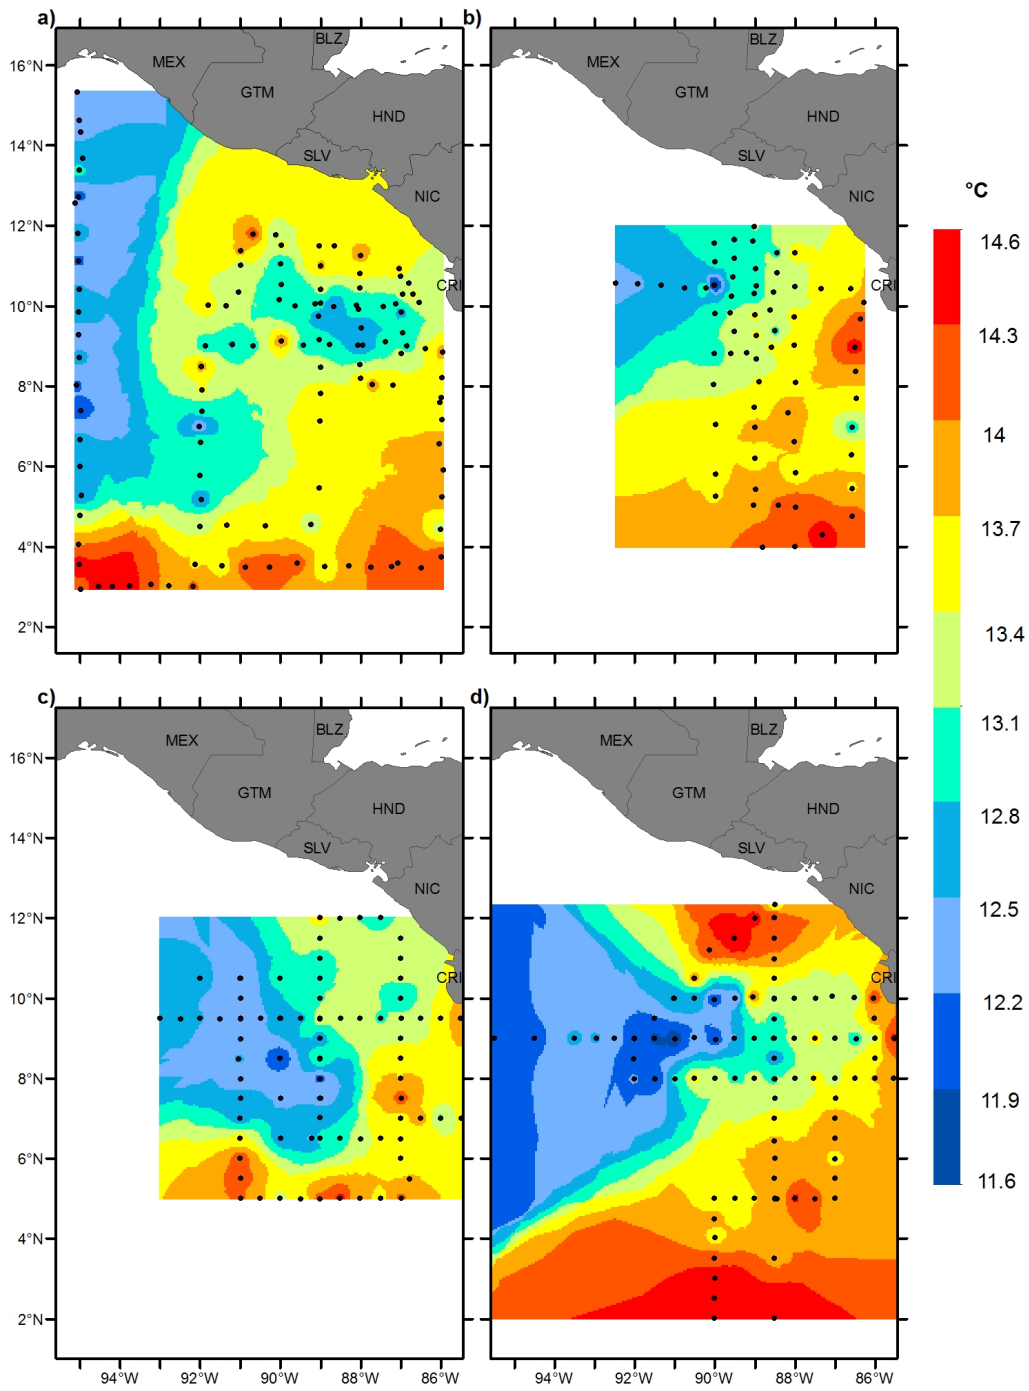 a)
b)
BLZ
BLZ
16°N
MEX
MEX
GTM
GTM
HND
HND
14°N
SLV
SLV
°C
NIC
NIC
12°N
14.6
CRI
CRI
10°N
14.3
8°N
14
6°N
13.7
4°N
13.4
2°N
c)
d)
13.1
BLZ
BLZ
MEX
MEX
16°N
GTM
GTM
12.8
HND
HND
14°N
SLV
SLV
NIC
NIC
12.5
12°N
CRI
CRI
10°N
12.2
8°N
11.9
6°N
11.6
4°N
2°N
94°W 92°W 90°W 88°W 86°W
94°W 92°W 90°W 88°W 86°W